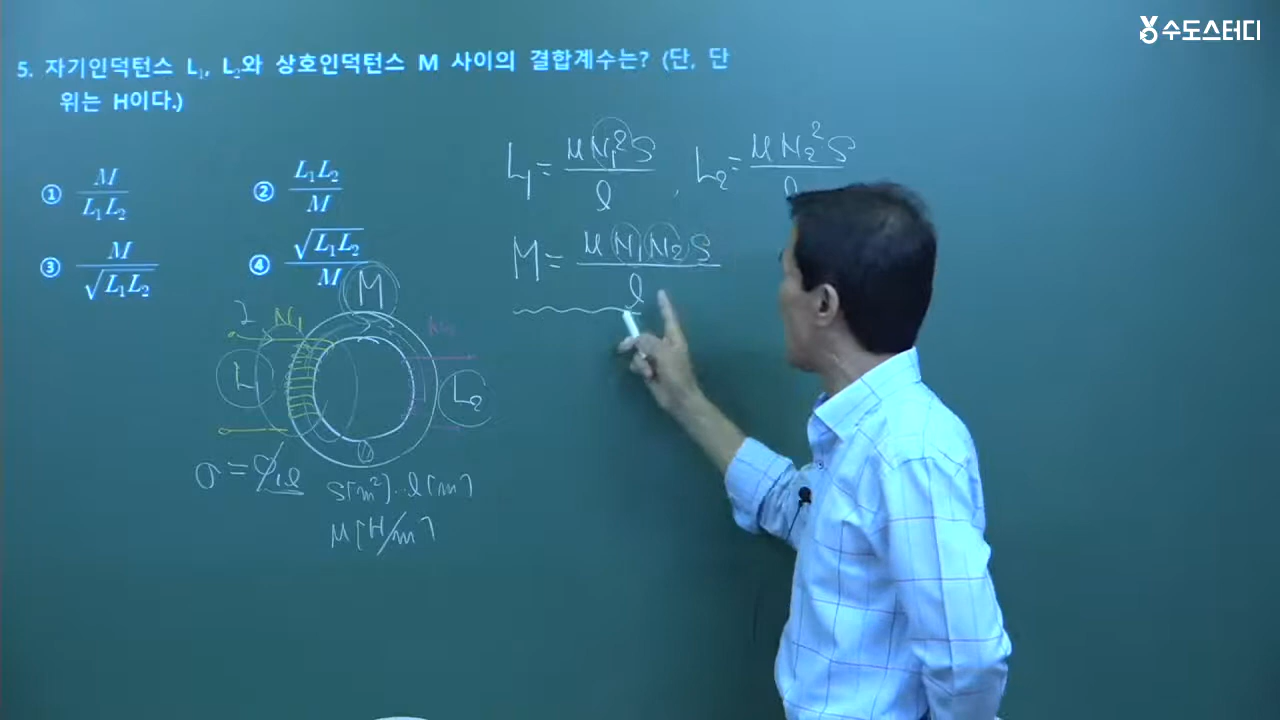 수도스터디
5. 자기인덕턴스 L₁, L₂와 상호인덕턴스 M 사이의 결합계수는? (단, 단
위는 H이다.)
① M/L₁L₂ ② L₁L₂/M
③ M/√L₁L₂ ④ √L₁L₂/M
L₁ = μN₁²S/l , L₂ = μN₂²S/l
M = μN₁N₂S/l
M
I N₁
L₁ L₂
S[m²] .. l[m]
μ[H/m]